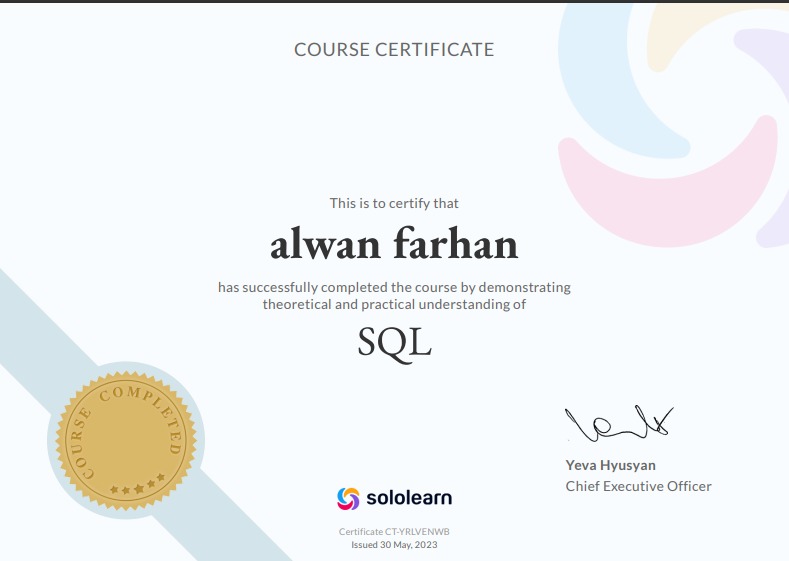 COURSE CERTIFICATE
This is to certify that
alwan farhan
has successfully completed the course by demonstrating
theoretical and practical understanding of
SQL
COURSE COMPLETED
Yeva Hyusyan
Chief Executive Officer
sololearn
Certificate CT-YRLVENWB
Issued 30 May, 2023